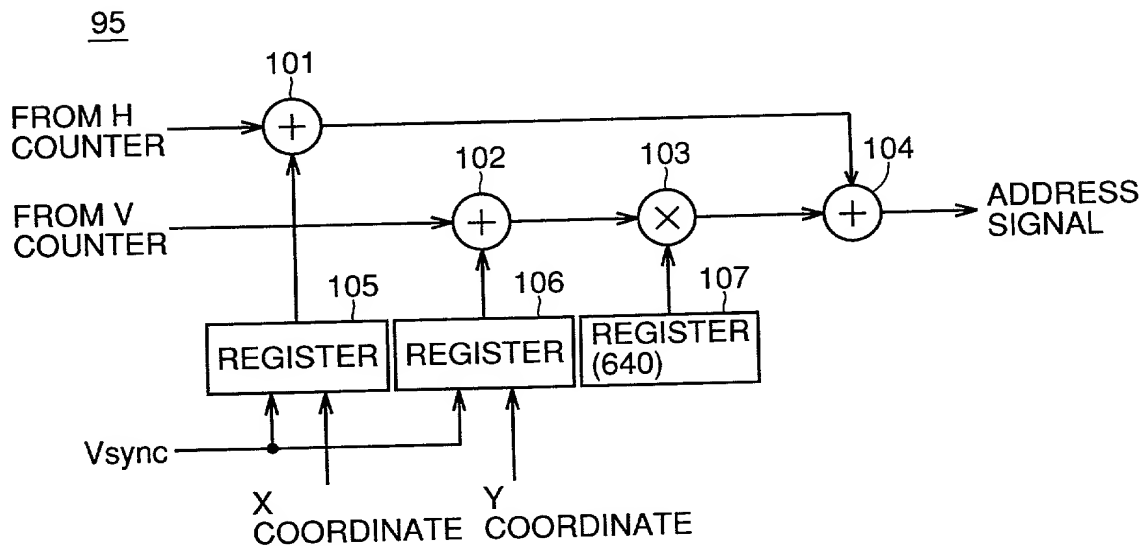 95
101
FROM H
COUNTER
102
103
104
FROM V
COUNTER
ADDRESS
SIGNAL
105
106
107
REGISTER
REGISTER
REGISTER
(640)
Vsync
X
COORDINATE
Y
COORDINATE